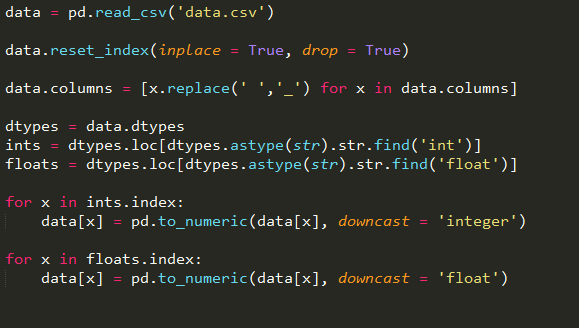 data = pd.read_csv('data.csv')
data.reset_index(inplace = True, drop = True)
data.columns = [x.replace(' ','_') for x in data.columns]
dtypes = data.dtypes
ints = dtypes.loc[dtypes.astype(str).str.find('int')]
floats = dtypes.loc[dtypes.astype(str).str.find('float')]
for x in ints.index:
    data[x] = pd.to_numeric(data[x], downcast = 'integer')
for x in floats.index:
    data[x] = pd.to_numeric(data[x], downcast = 'float')